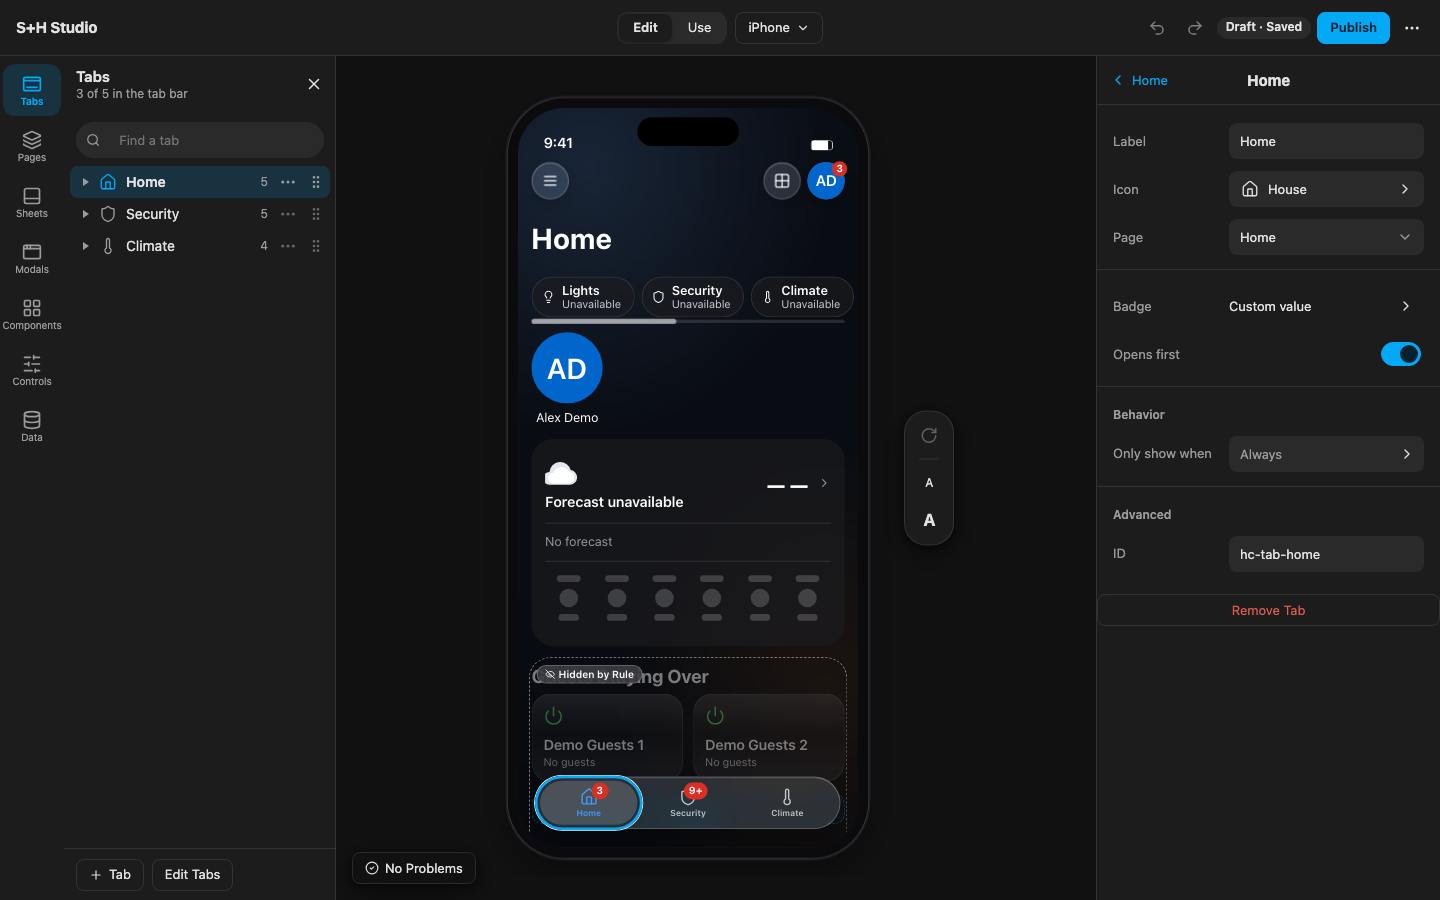 S+H Studio
Edit
Use
iPhone
Draft · Saved
Publish
Tabs
Pages
Sheets
Modals
Components
Controls
Data
Tabs
3 of 5 in the tab bar
Find a tab
Home 5
Security 5
Climate 4
+ Tab
Edit Tabs
9:41
AD
3
Home
Lights
Unavailable
Security
Unavailable
Climate
Unavailable
AD
Alex Demo
Forecast unavailable
No forecast
Hidden by Rule
ng Over
Demo Guests 1
No guests
Demo Guests 2
No guests
3
Home
9+
Security
Climate
A
A
No Problems
Home
Home
Label
Home
Icon
House
Page
Home
Badge
Custom value
Opens first
Behavior
Only show when
Always
Advanced
ID
hc-tab-home
Remove Tab